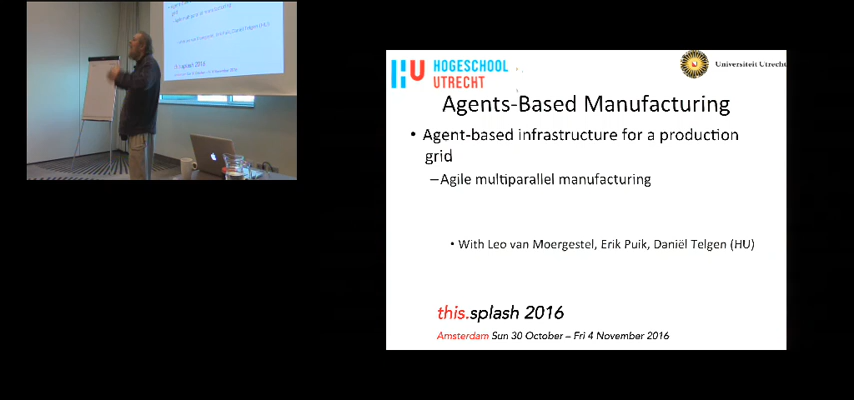 HU HOGESCHOOL
UTRECHT
Universiteit Utrecht
Agents-Based Manufacturing
• Agent-based infrastructure for a production
grid
–Agile multiparallel manufacturing
• With Leo van Moergestel, Erik Puik, Daniël Telgen (HU)
this.splash 2016
Amsterdam Sun 30 October – Fri 4 November 2016